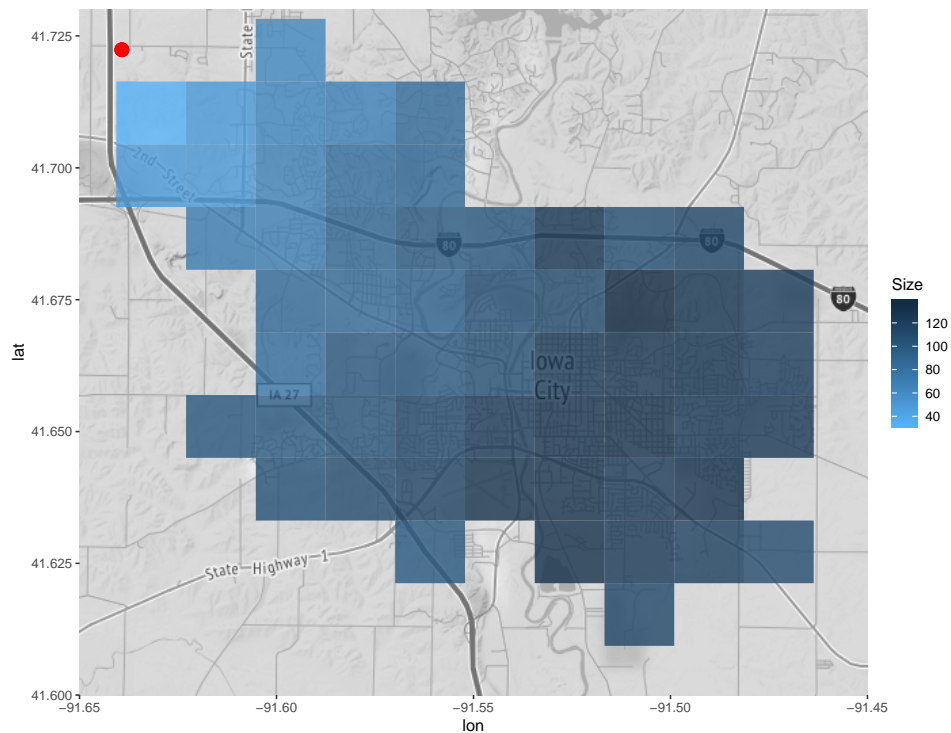 41.725
41.700
41.675
41.650
41.625
41.600
lat
−91.65
−91.60
−91.55
−91.50
−91.45
lon
State
2nd Street
80
80
80
Iowa
City
IA 27
State Highway 1
Size
120
100
80
60
40